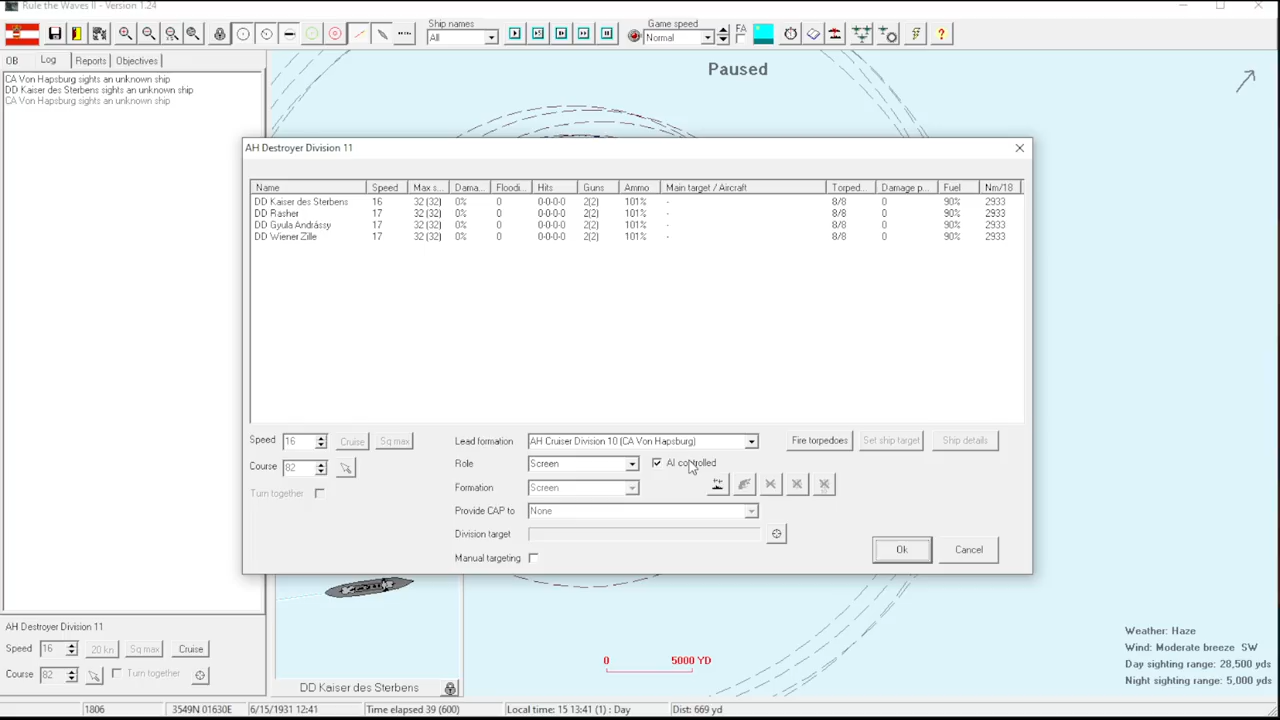 Rule the Waves II - Version 1.24
Ship names
All
Game speed
Normal
FA
OB Log Reports Objectives
CA Von Hapsburg sights an unknown ship
DD Kaiser des Sterbens sights an unknown ship
CA Von Hapsburg sights an unknown ship
Paused
AH Destroyer Division 11
Name Speed Max s... Dama... Floodi... Hits Guns Ammo Main target / Aircraft Torped... Damage p... Fuel Nm/18
DD Kaiser des Sterbens 16 32 (32) 0% 0 0-0-0-0 2(2) 101% - 8/8 0 90% 2933
DD Rasher 17 32 (32) 0% 0 0-0-0-0 2(2) 101% - 8/8 0 90% 2933
DD Gyula Andrássy 17 32 (32) 0% 0 0-0-0-0 2(2) 101% - 8/8 0 90% 2933
DD Wiener Zille 17 32 (32) 0% 0 0-0-0-0 2(2) 101% - 8/8 0 90% 2933
Speed 16 Cruise Sq max
Course 82
Turn together
Lead formation AH Cruiser Division 10 (CA Von Hapsburg)
Role Screen AI controlled
Formation Screen
Provide CAP to None
Division target
Manual targeting
Fire torpedoes Set ship target Ship details
Ok Cancel
AH Destroyer Division 11
Speed 16 20 kn Sq max Cruise
Course 82 Turn together
DD Kaiser des Sterbens
0 5000 YD
Weather: Haze
Wind: Moderate breeze SW
Day sighting range: 28,500 yds
Night sighting range: 5,000 yds
1806 3549N 01630E 6/15/1931 12:41 Time elapsed 39 (600) Local time: 15 13:41 () : Day Dist: 669 yd